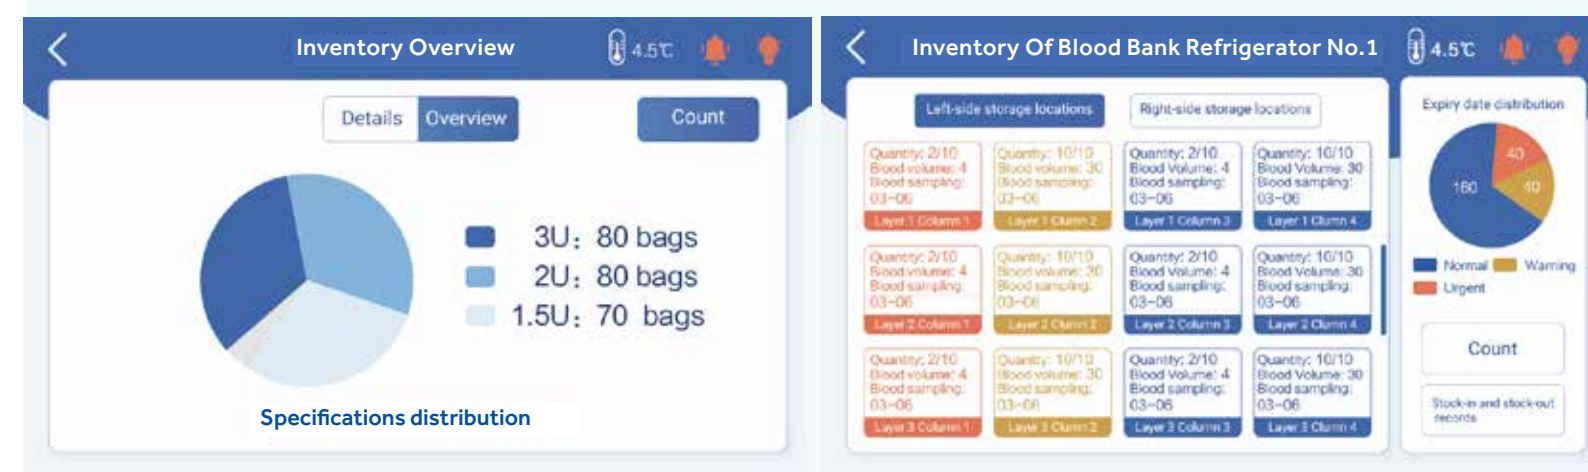 Inventory Overview
4.5℃
Details
Overview
Count
3U: 80 bags
2U: 80 bags
1.5U: 70 bags
Specifications distribution
Inventory Of Blood Bank Refrigerator No.1
4.5℃
Left-side storage locations
Right-side storage locations
Quantity: 2/10
Blood volume: 4
Blood sampling:
03-06
Layer 1 Column 1
Quantity: 10/10
Blood volume: 30
Blood sampling:
03-06
Layer 1 Clumn 2
Quantity: 2/10
Blood Volume: 4
Blood sampling:
03-06
Layer 1 Column 3
Quantity: 10/10
Blood Volume: 30
Blood sampling:
03-06
Layer 1 Clumn 4
Quantity: 2/10
Blood volume: 4
Blood sampling:
03-06
Layer 2 Column 1
Quantity: 10/10
Blood volume: 30
Blood sampling:
03-06
Layer 2 Clumn 2
Quantity: 2/10
Blood Volume: 4
Blood sampling:
03-06
Layer 2 Column 3
Quantity: 10/10
Blood Volume: 30
Blood sampling:
03-06
Layer 2 Clumn 4
Quantity: 2/10
Blood volume: 4
Blood sampling:
03-06
Layer 3 Column 1
Quantity: 10/10
Blood volume: 30
Blood sampling:
03-06
Layer 3 Clumn 2
Quantity: 2/10
Blood Volume: 4
Blood sampling:
03-06
Layer 3 Column 3
Quantity: 10/10
Blood Volume: 30
Blood sampling:
03-06
Layer 3 Clumn 4
Expiry date distribution
40
160
40
Normal
Warning
Urgent
Count
Stock-in and stock-out
records